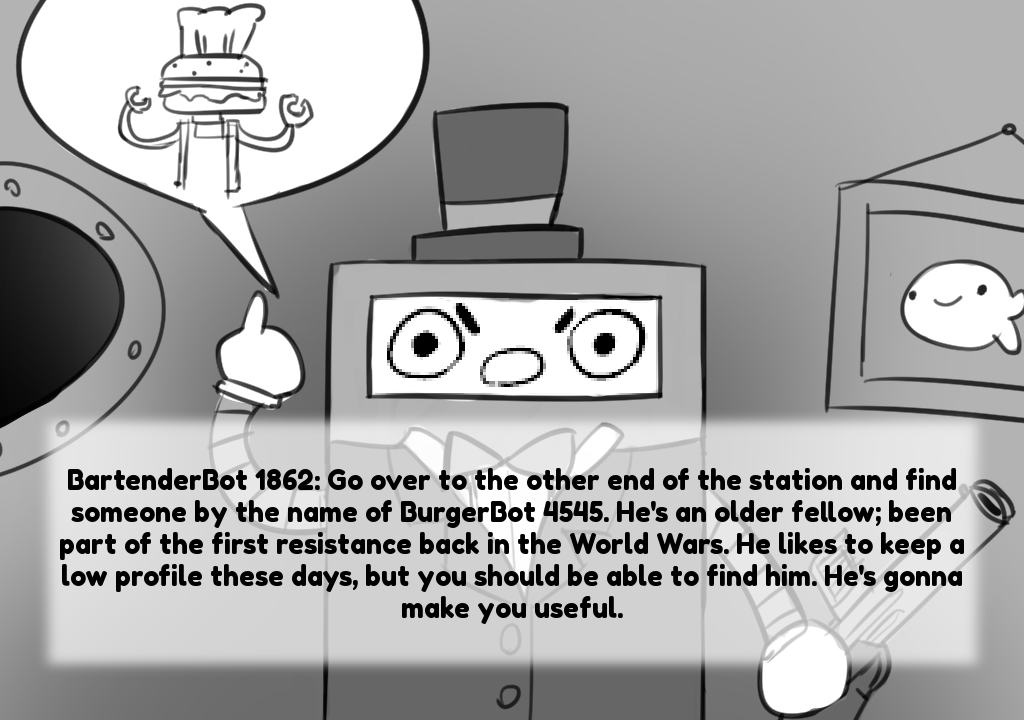 BartenderBot 1862: Go over to the other end of the station and find
someone by the name of BurgerBot 4545. He's an older fellow; been
part of the first resistance back in the World Wars. He likes to keep a
low profile these days, but you should be able to find him. He's gonna
make you useful.